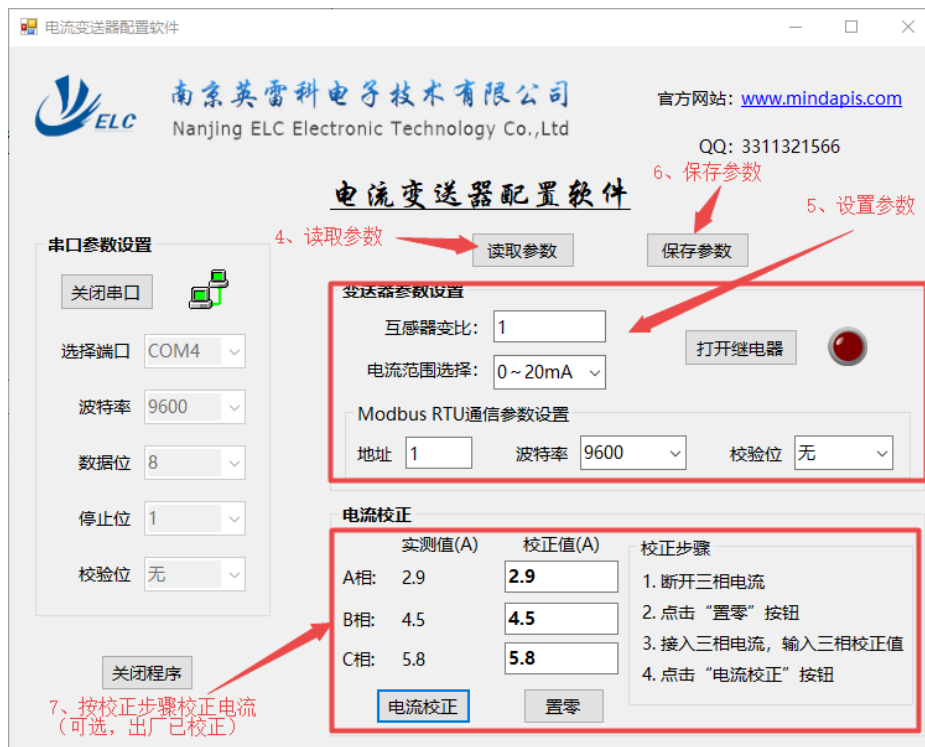 电流变送器配置软件
ELC
南京英雷科电子技术有限公司
Nanjing ELC Electronic Technology Co.,Ltd
官方网站：www.mindapis.com
QQ：3311321566
电流变送器配置软件
6、保存参数
5、设置参数
4、读取参数
读取参数
保存参数
串口参数设置
关闭串口
选择端口 COM4
波特率 9600
数据位 8
停止位 1
校验位 无
关闭程序
变送器参数设置
互感器变比： 1
电流范围选择： 0～20mA
打开继电器
Modbus RTU通信参数设置
地址 1 波特率 9600 校验位 无
电流校正
实测值(A) 校正值(A)
A相: 2.9 2.9
B相: 4.5 4.5
C相: 5.8 5.8
电流校正 置零
校正步骤
1. 断开三相电流
2. 点击“置零”按钮
3. 接入三相电流，输入三相校正值
4. 点击“电流校正”按钮
7、按校正步骤校正电流
（可选，出厂已校正）